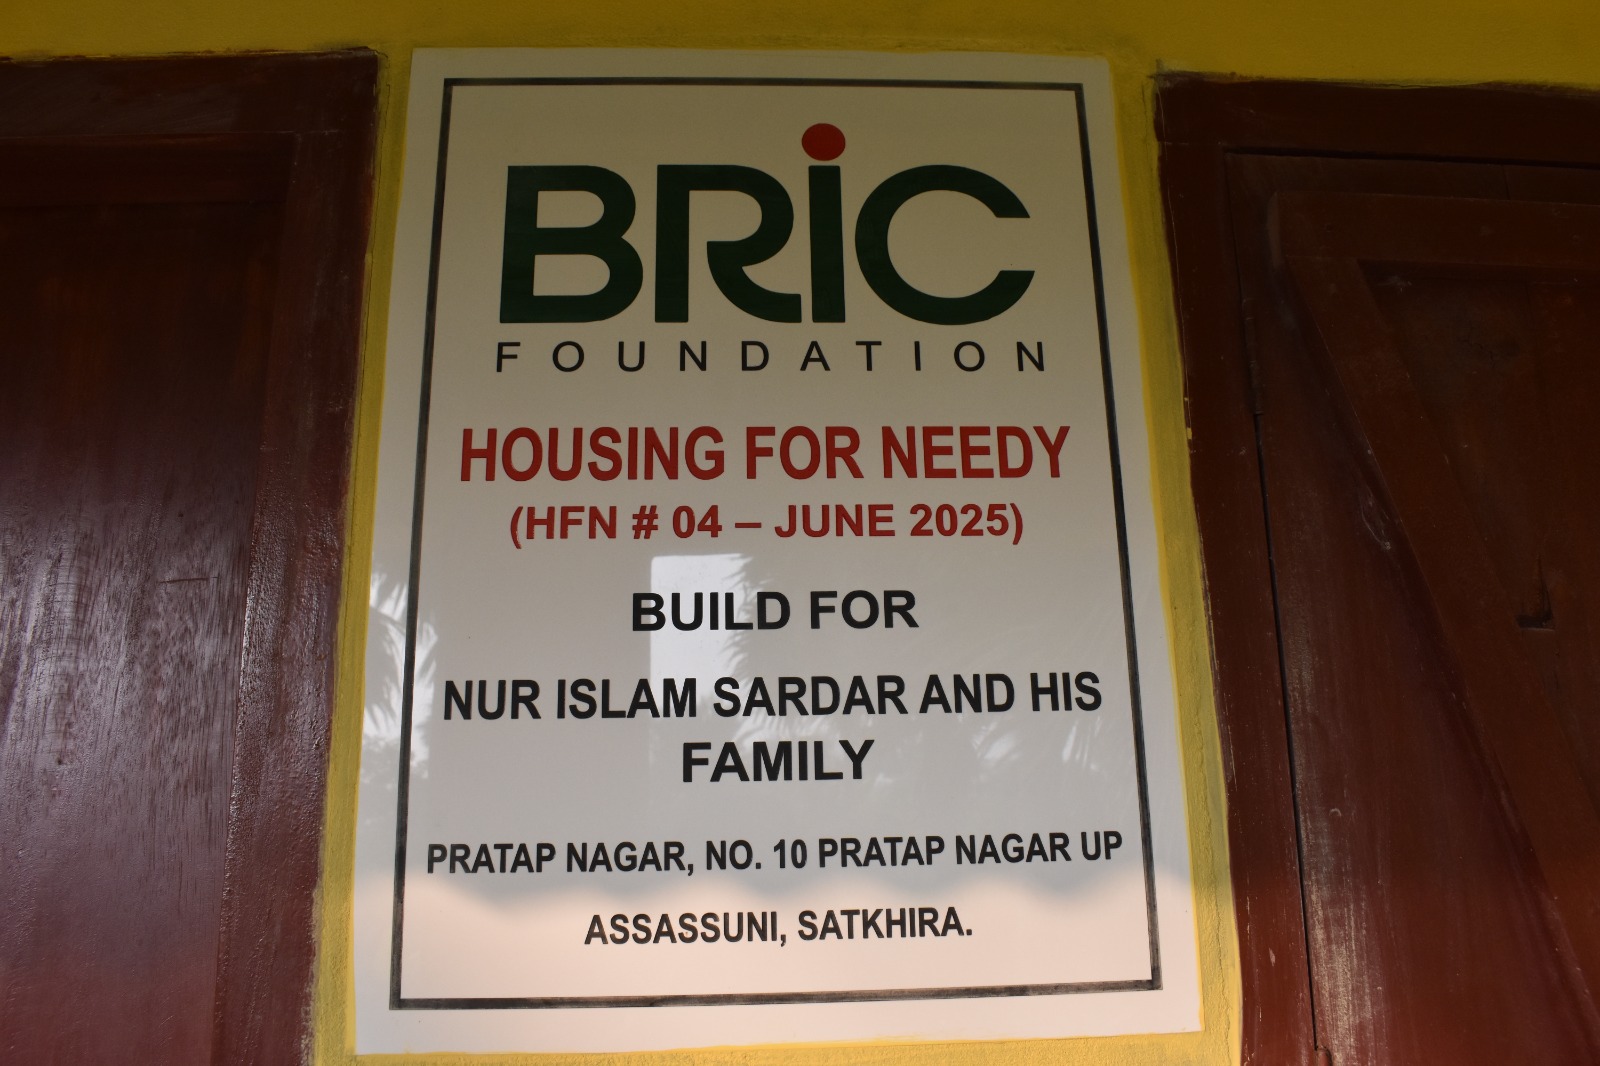 BRiC
FOUNDATION
HOUSING FOR NEEDY
(HFN # 04 – JUNE 2025)
BUILD FOR
NUR ISLAM SARDAR AND HIS
FAMILY
PRATAP NAGAR, NO. 10 PRATAP NAGAR UP
ASSASSUNI, SATKHIRA.